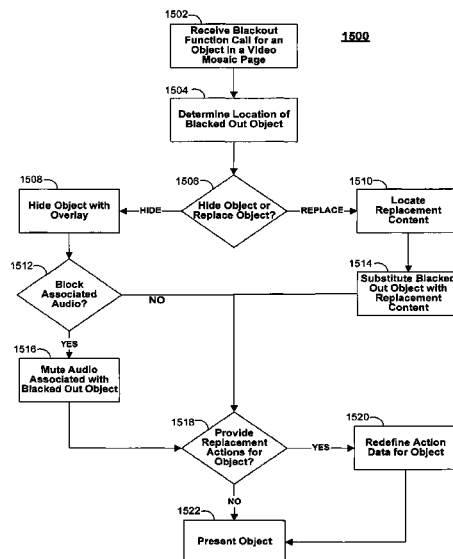 1502
Receive Blackout
Function Call for an
Object in a Video
Mosaic Page
1500
1504
Determine Location of
Blacked Out Object
1506
Hide Object or
Replace Object?
HIDE
REPLACE
1508
Hide Object with
Overlay
1510
Locate
Replacement
Content
1512
Block
Associated
Audio?
NO
YES
1514
Substitute Blacked
Out Object with
Replacement
Content
1516
Mute Audio
Associated with
Blacked Out Object
1518
Provide
Replacement
Actions for
Object?
YES
NO
1520
Redefine Action
Data for Object
1522
Present Object